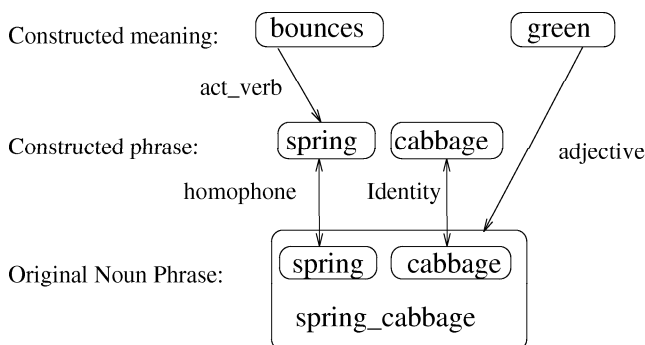 Constructed meaning: bounces green
act_verb
Constructed phrase: spring cabbage
adjective
homophone Identity
Original Noun Phrase: spring cabbage
spring_cabbage